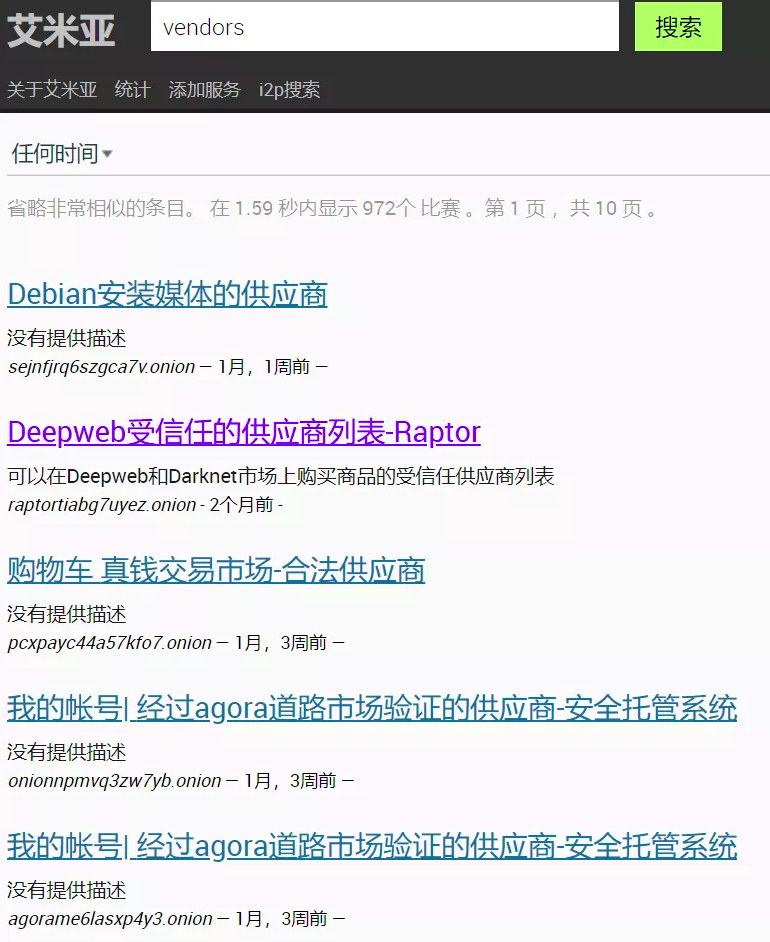 艾米亚
vendors
搜索
关于艾米亚 统计 添加服务 i2p搜索
任何时间
省略非常相似的条目。 在 1.59 秒内显示 972个 比赛 。第 1 页 ，共 10 页 。
Debian安装媒体的供应商
没有提供描述
sejnfjrq6szgca7v.onion — 1月，1周前 —
Deepweb受信任的供应商列表-Raptor
可以在Deepweb和Darknet市场上购买商品的受信任供应商列表
raptortiabg7uyez.onion - 2个月前 -
购物车 真钱交易市场-合法供应商
没有提供描述
pcxpayc44a57kfo7.onion — 1月，3周前 —
我的帐号| 经过agora道路市场验证的供应商-安全托管系统
没有提供描述
onionnpmvq3zw7yb.onion — 1月，3周前 —
我的帐号| 经过agora道路市场验证的供应商-安全托管系统
没有提供描述
agorame6lasxp4y3.onion — 1月，3周前 —